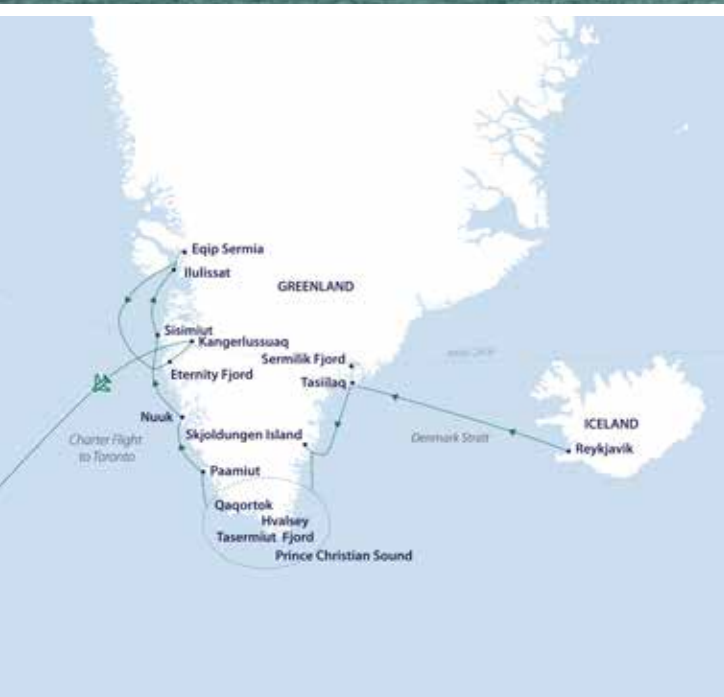 Eqip Sermia
Ilulissat
GREENLAND
Sisimiut
Kangerlussuaq
Sermilik Fjord
Eternity Fjord
Tasiilaq
Nuuk
Skjoldungen Island
ICELAND
Charter Flight
to Toronto
Denmark Strait
Reykjavik
Paamiut
Qaqortok
Hvalsey
Tasermiut Fjord
Prince Christian Sound